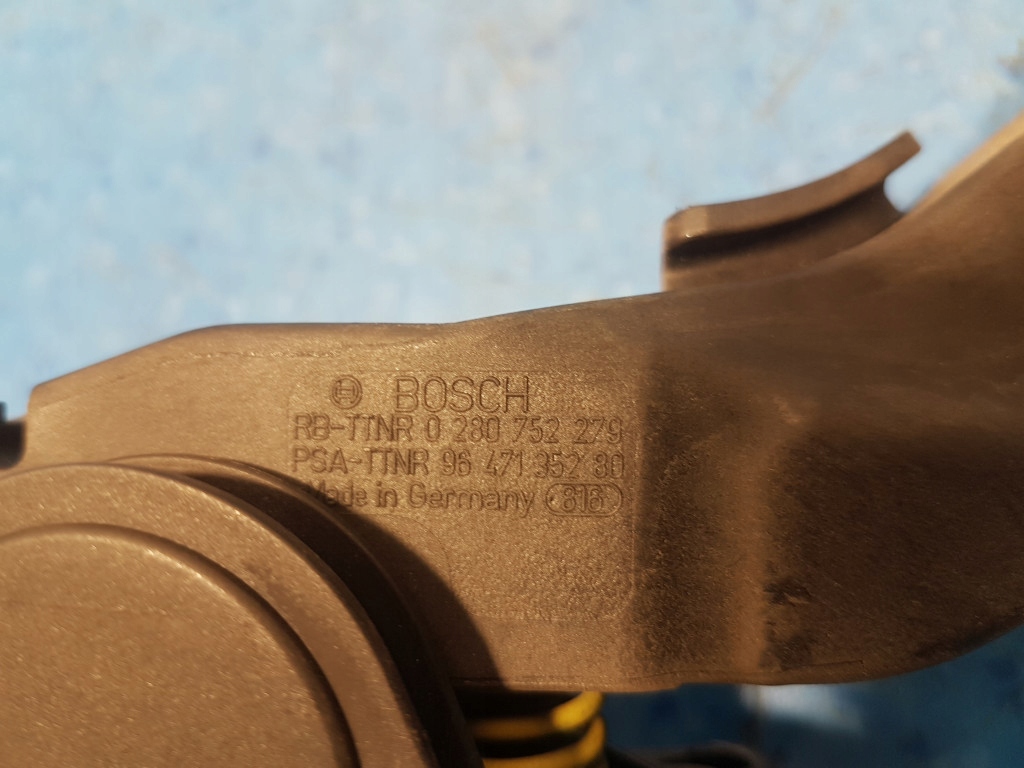 BOSCH
RB-TTNR 0 280 752 279
PSA-TTNR 96 471 352 80
Made in Germany 816